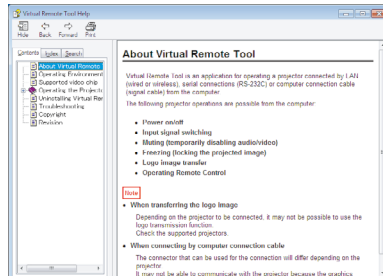 Virtual Remote Tool Help
Hide Back Forward Print
Contents Index Search
About Virtual Remote
Operating Environment
Supported video chip
Operating the Projecto
Uninstalling Virtual Rer
Troubleshooting
Copyright
Revision
About Virtual Remote Tool
Virtual Remote Tool is an application for operating a projector connected by LAN
(wired or wireless), serial connections (RS-232C) or computer connection cable
(signal cable) from the computer.
The following projector operations are possible from the computer.
• Power on/off
• Input signal switching
• Muting (temporarily disabling audio/video)
• Freezing (locking the projected image)
• Logo image transfer
• Operating Remote Control
Note
• When transferring the logo Image
Depending on the projector to be connected, it may not be possible to use the
logo transmission function.
Check the supported projectors.
• When connecting by computer connection cable
The connector that can be used for the connection will differ depending on the
projector.
It may not be able to communicate with the projector because the graphics